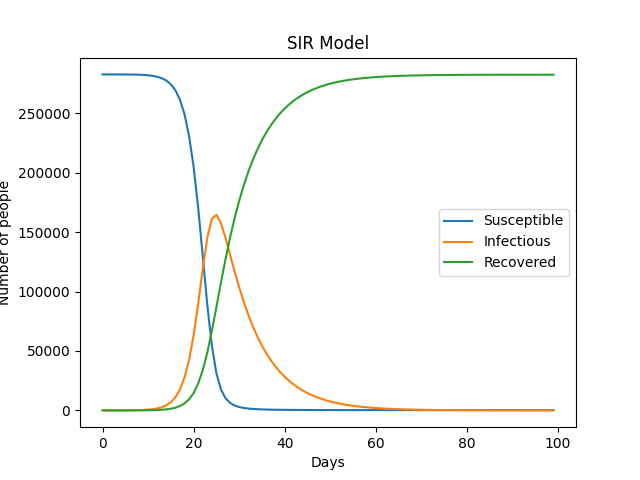 SIR Model
Number of people
250000
200000
150000
100000
50000
0
Susceptible
Infectious
Recovered
0 20 40 60 80 100
Days